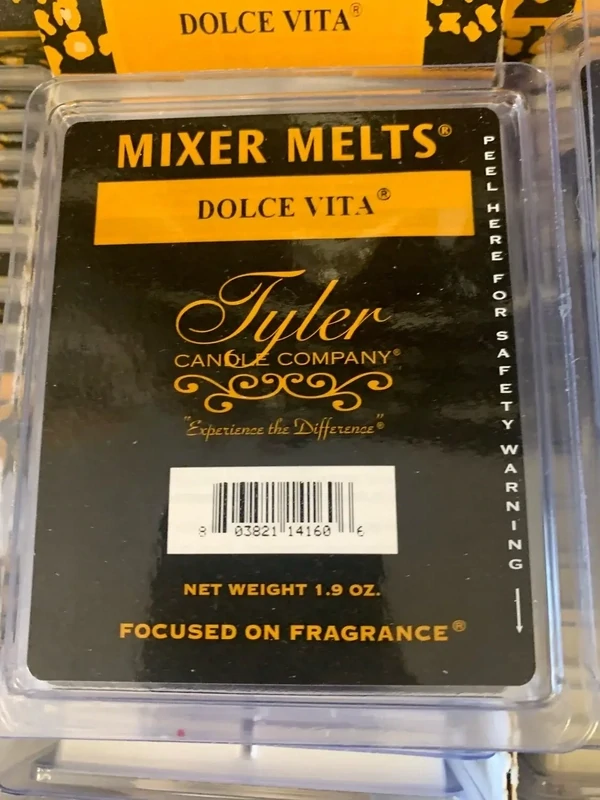 DOLCE VITA®
MIXER MELTS®
DOLCE VITA®
Tyler
CANDLE COMPANY®
"Experience the Difference"®
8 03821 14160 6
NET WEIGHT 1.9 OZ.
FOCUSED ON FRAGRANCE®
PEEL HERE FOR SAFETY WARNING